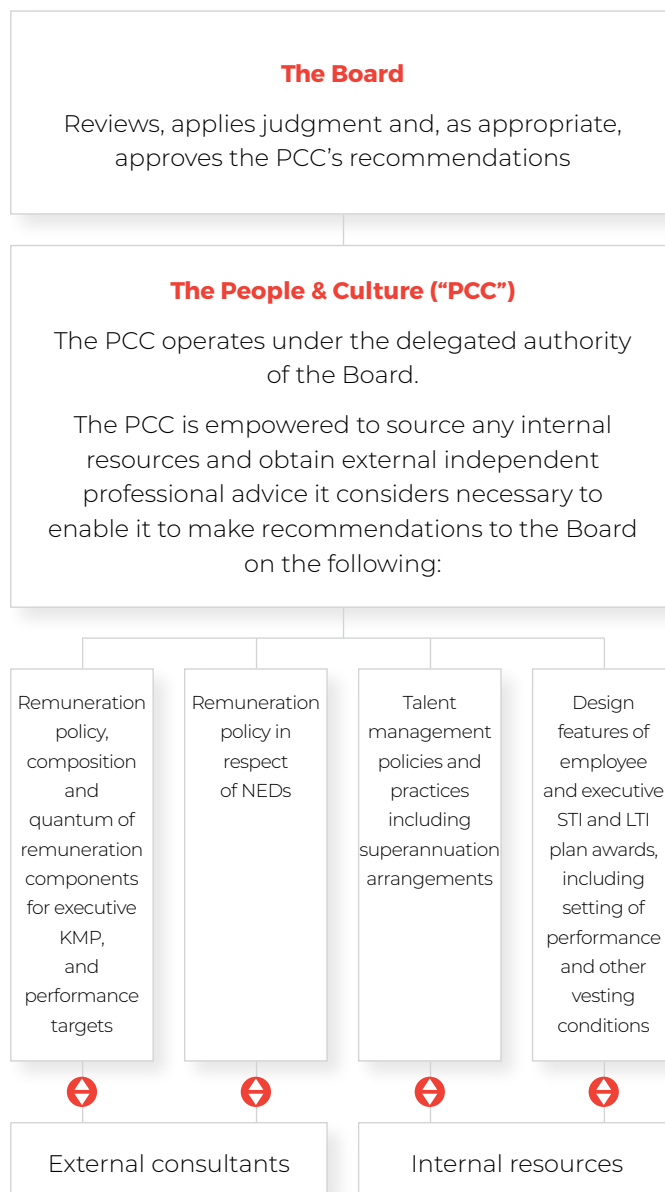 The Board
Reviews, applies judgment and, as appropriate,
approves the PCC’s recommendations
The People & Culture (“PCC”)
The PCC operates under the delegated authority
of the Board.
The PCC is empowered to source any internal
resources and obtain external independent
professional advice it considers necessary to
enable it to make recommendations to the Board
on the following:
Remuneration
policy,
composition
and
quantum of
remuneration
components
for executive
KMP,
and
performance
targets
Remuneration
policy in
respect
of NEDs
Talent
management
policies and
practices
including
superannuation
arrangements
Design
features of
employee
and executive
STI and LTI
plan awards,
including
setting of
performance
and other
vesting
conditions
External consultants
Internal resources